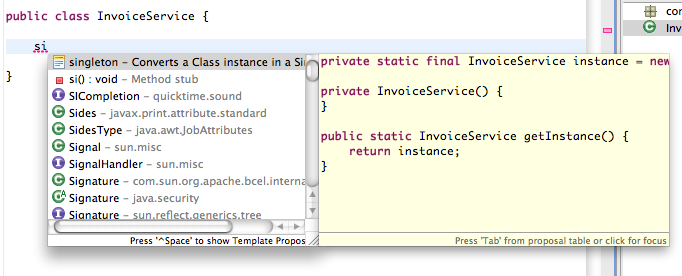 public class InvoiceService {
con
Inv
si
singleton – Converts a Class instance in a Si
si() : void – Method stub
SICompletion – quicktime.sound
Sides – javax.print.attribute.standard
SidesType – java.awt.JobAttributes
Signal – sun.misc
SignalHandler – sun.misc
Signature – com.sun.org.apache.bcel.interna
Signature – java.security
Signature – sun.reflect.generics.tree
Press '^Space' to show Template Propos
private static final InvoiceService instance = new
private InvoiceService() {
}
public static InvoiceService getInstance() {
return instance;
}
Press 'Tab' from proposal table or click for focus
}